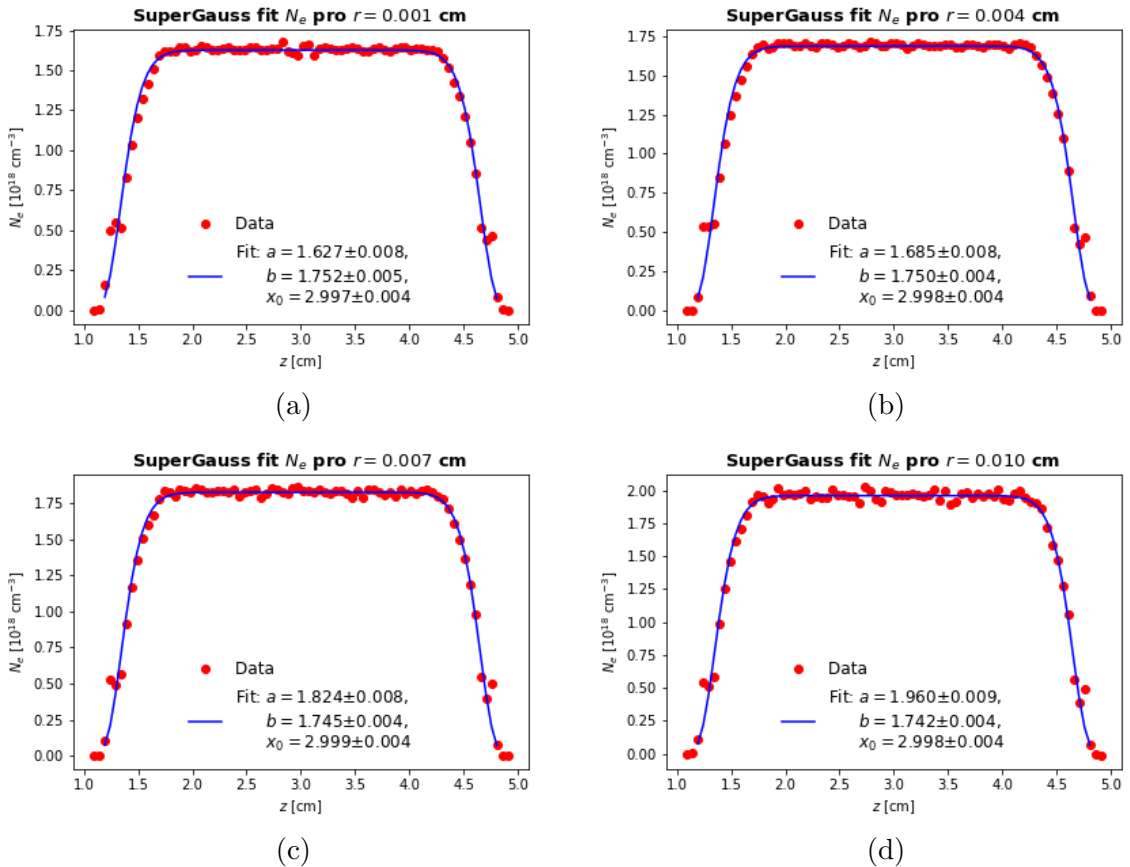 SuperGauss fit $N_e$ pro $r = 0.001$ cm
1.75
1.50
1.25
1.00
0.75
0.50
0.25
0.00
$N_e$ [$10^{18}$ cm$^{-3}$]
Data
Fit: $a = 1.627 \pm 0.008$,
$b = 1.752 \pm 0.005$,
$x_0 = 2.997 \pm 0.004$
1.0 1.5 2.0 2.5 3.0 3.5 4.0 4.5 5.0
$z$ [cm]
(a)
SuperGauss fit $N_e$ pro $r = 0.004$ cm
1.75
1.50
1.25
1.00
0.75
0.50
0.25
0.00
$N_e$ [$10^{18}$ cm$^{-3}$]
Data
Fit: $a = 1.685 \pm 0.008$,
$b = 1.750 \pm 0.004$,
$x_0 = 2.998 \pm 0.004$
1.0 1.5 2.0 2.5 3.0 3.5 4.0 4.5 5.0
$z$ [cm]
(b)
SuperGauss fit $N_e$ pro $r = 0.007$ cm
1.75
1.50
1.25
1.00
0.75
0.50
0.25
0.00
$N_e$ [$10^{18}$ cm$^{-3}$]
Data
Fit: $a = 1.824 \pm 0.008$,
$b = 1.745 \pm 0.004$,
$x_0 = 2.999 \pm 0.004$
1.0 1.5 2.0 2.5 3.0 3.5 4.0 4.5 5.0
$z$ [cm]
(c)
SuperGauss fit $N_e$ pro $r = 0.010$ cm
2.00
1.75
1.50
1.25
1.00
0.75
0.50
0.25
0.00
$N_e$ [$10^{18}$ cm$^{-3}$]
Data
Fit: $a = 1.960 \pm 0.009$,
$b = 1.742 \pm 0.004$,
$x_0 = 2.998 \pm 0.004$
1.0 1.5 2.0 2.5 3.0 3.5 4.0 4.5 5.0
$z$ [cm]
(d)